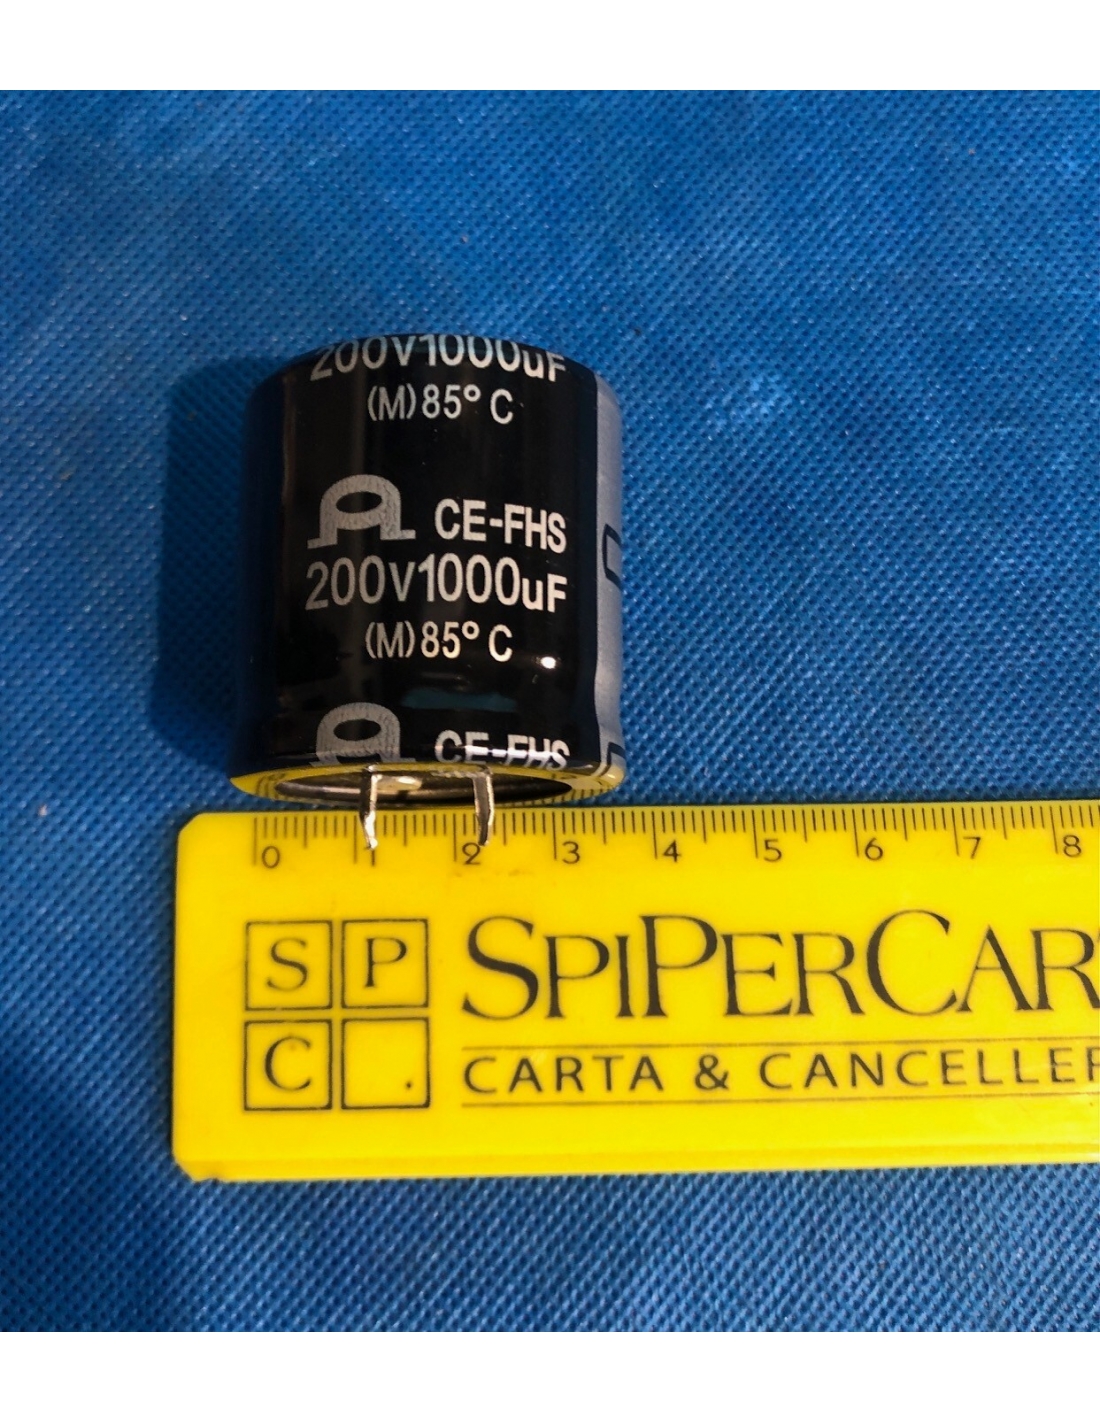 200V1000uF
(M)85° C
CE-FHS
200V1000uF
(M)85° C
CE-FHS
0 1 2 3 4 5 6 7 8
S P
C .
SPIPERCAR
CARTA & CANCELLER